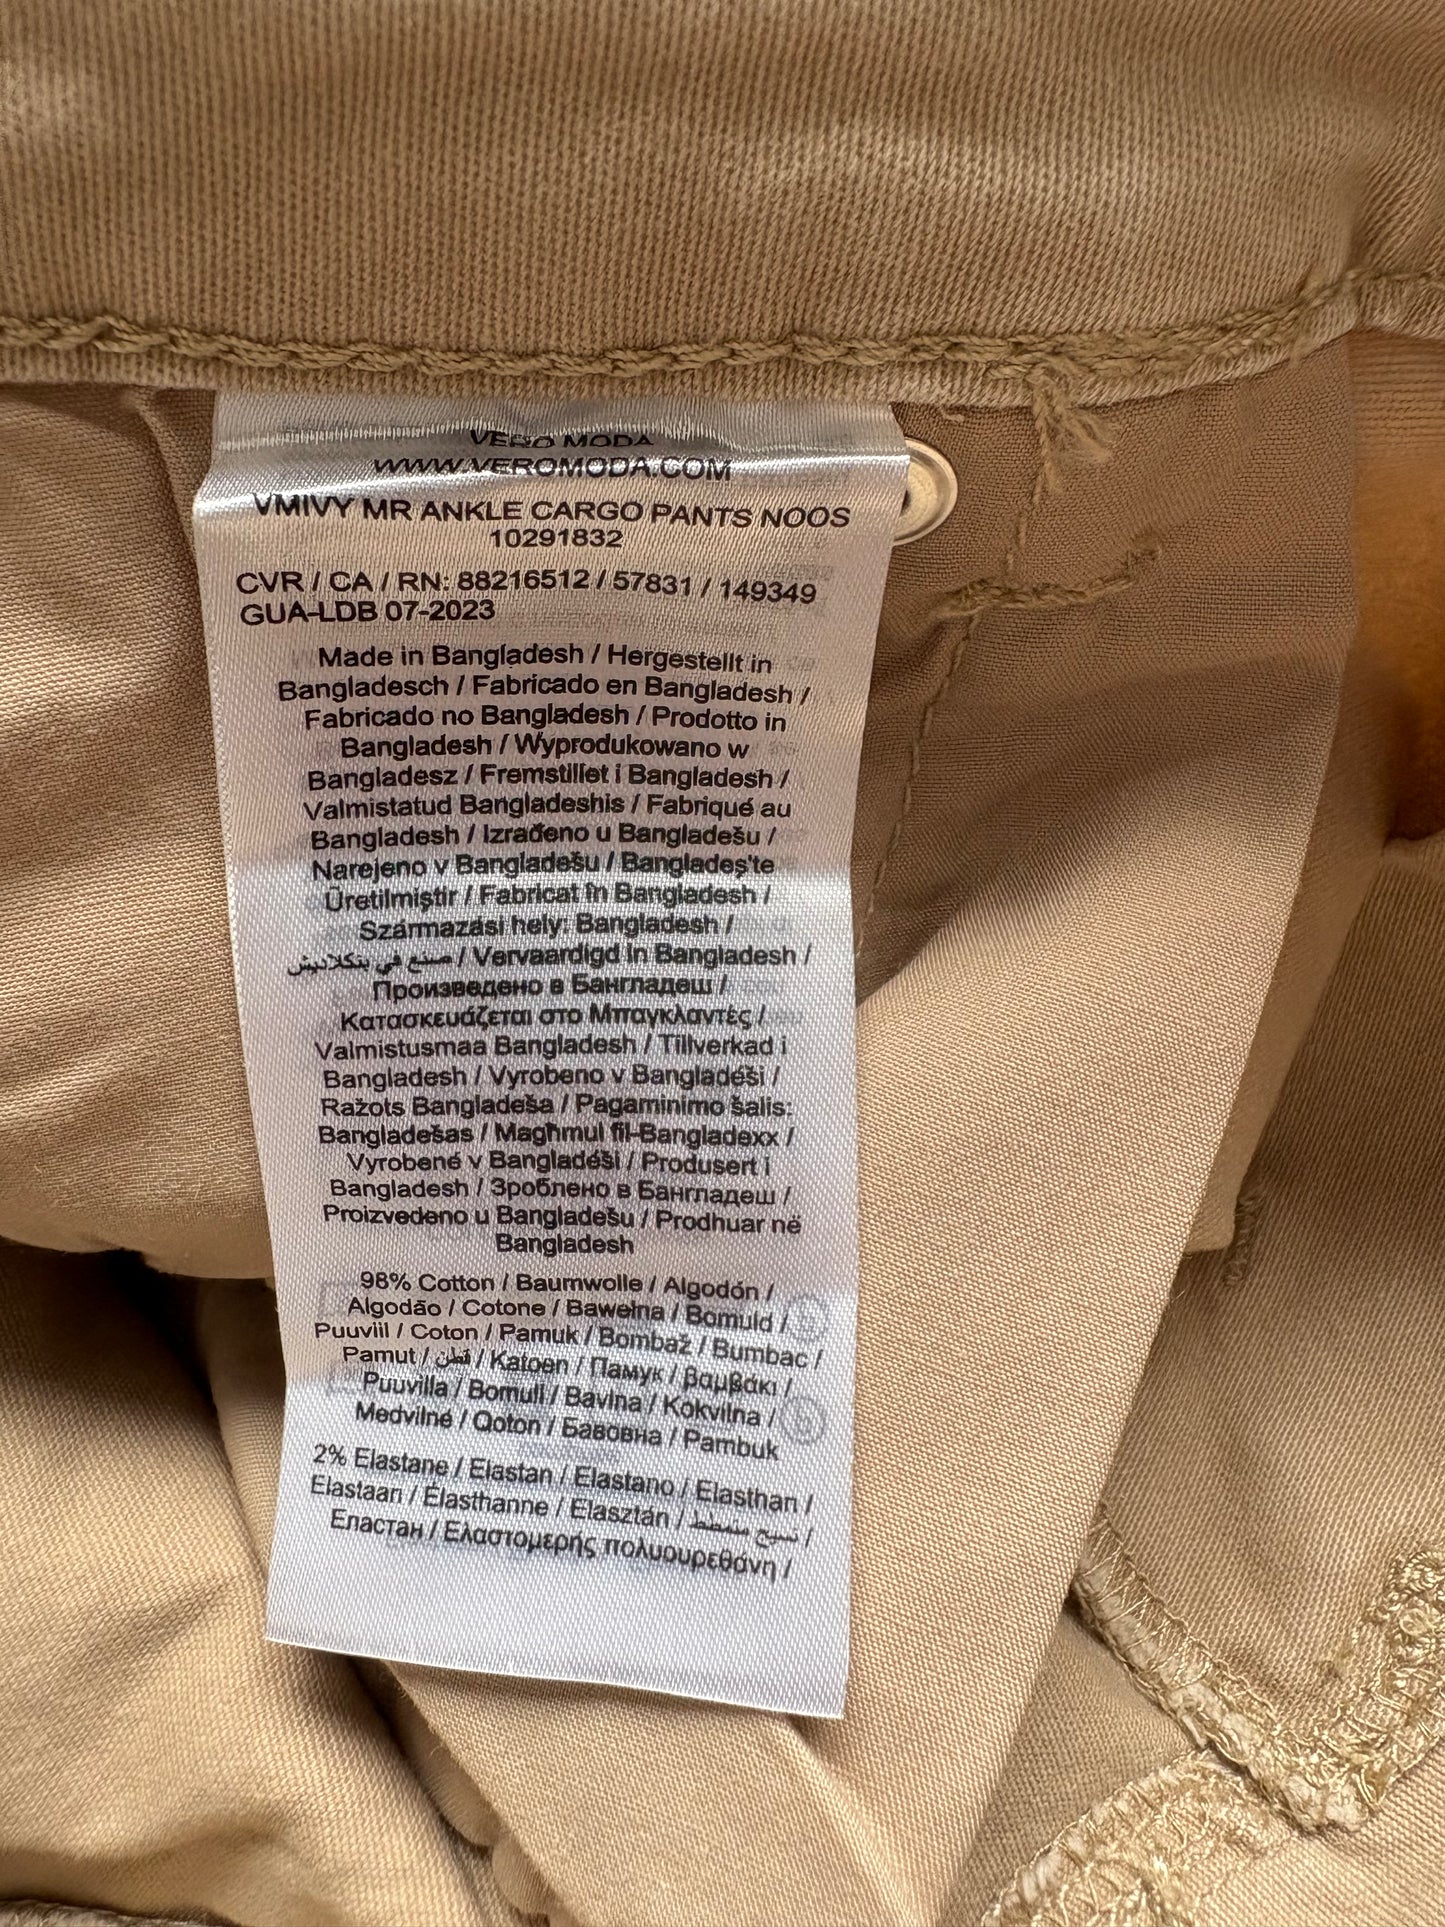 VERO MODA
WWW.VEROMODA.COM
VMIVY MR ANKLE CARGO PANTS NOOS
10291832
CVR / CA / RN: 88216512 / 57831 / 149349
GUA-LDB 07-2023
Made in Bangladesh / Hergestellt in
Bangladesch / Fabricado en Bangladesh /
Fabricado no Bangladesh / Prodotto in
Bangladesh / Wyprodukowano w
Bangladesz / Fremstillet i Bangladesh /
Valmistatud Bangladeshis / Fabriqué au
Bangladesh / Izrađeno u Bangladešu /
Narejeno v Bangladešu / Bangladeş'te
Üretilmiştir / Fabricat în Bangladesh /
Származási hely: Bangladesh /
صنع في بنكلاديش / Vervaardigd in Bangladesh /
Произведено в Бангладеш /
Κατασκευάζεται στο Μπαγκλαντές /
Valmistusmaa Bangladesh / Tillverkad i
Bangladesh / Vyrobeno v Bangladéši /
Ražots Bangladeša / Pagaminimo šalis:
Bangladešas / Magħmul fil-Bangladexx /
Vyrobené v Bangladéši / Produsert i
Bangladesh / Зроблено в Бангладеш /
Proizvedeno u Bangladešu / Prodhuar në
Bangladesh
98% Cotton / Baumwolle / Algodón /
Algodão / Cotone / Bawełna / Bomuld /
Puuviil / Coton / Pamuk / Bombaž / Bumbac /
Pamut / قطن / Katoen / Памук / βαμβάκι /
Puuvilla / Bomull / Bavlna / Kokvilna /
Medvilnė / Qoton / Бавовна / Pambuk
2% Elastane / Elastan / Elastano / Elasthan /
Elastaan / Élasthanne / Elasztán / نسيج متمطط /
Еластан / Ελαστομερής πολυουρεθάνη /